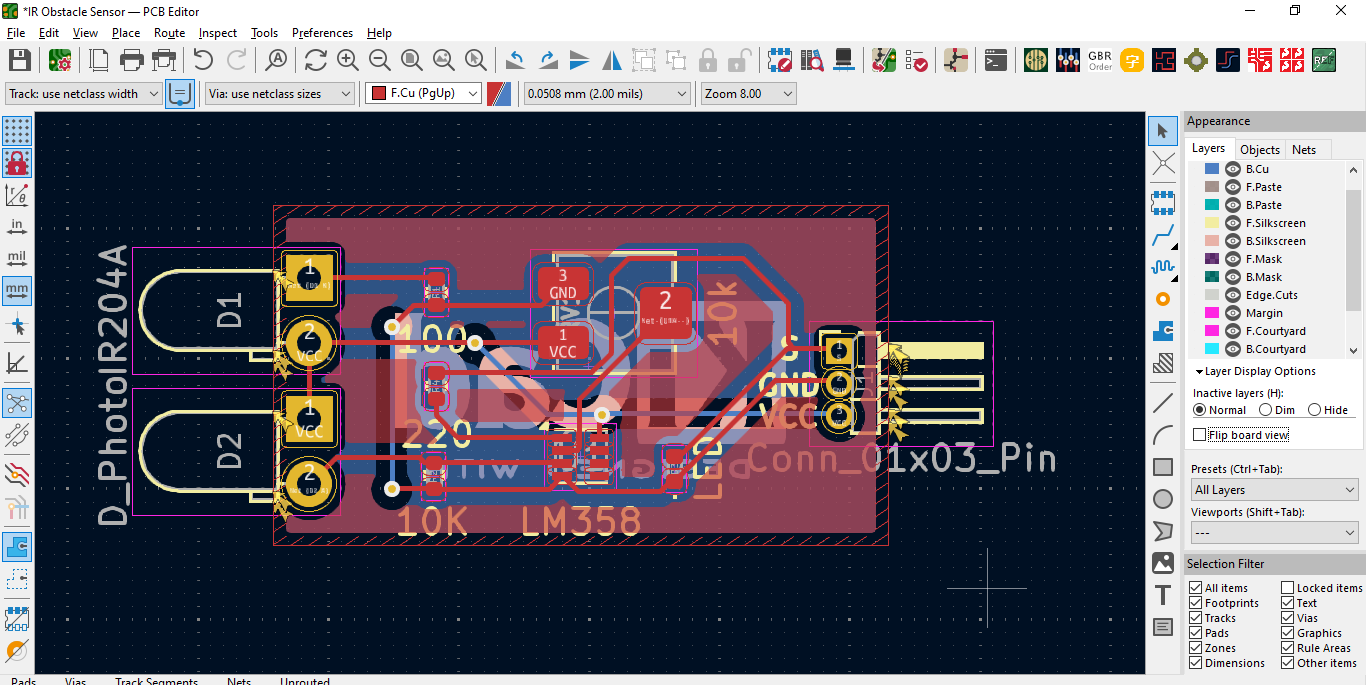 *IR Obstacle Sensor — PCB Editor
File Edit View Place Route Inspect Tools Preferences Help
GBR
Order
Track: use netclass width
Via: use netclass sizes
F.Cu (PgUp)
0.0508 mm (2.00 mils)
Zoom 8.00
in
mil
mm
D_PhotoIR204A
D1
D2
1
2
VCC
1
VCC
2
3
GND
1
VCC
2
10k
100
220
10K
LM358
LED
S
GND
VCC
1
2
3
Conn_01x03_Pin
Appearance
Layers Objects Nets
B.Cu
F.Paste
B.Paste
F.Silkscreen
B.Silkscreen
F.Mask
B.Mask
Edge.Cuts
Margin
F.Courtyard
B.Courtyard
Layer Display Options
Inactive layers (H):
Normal Dim Hide
Flip board view
Presets (Ctrl+Tab):
All Layers
Viewports (Shift+Tab):
---
Selection Filter
All items Locked items
Footprints Text
Tracks Vias
Pads Graphics
Zones Rule Areas
Dimensions Other items
Pads Vias Track Segments Nets Unrouted